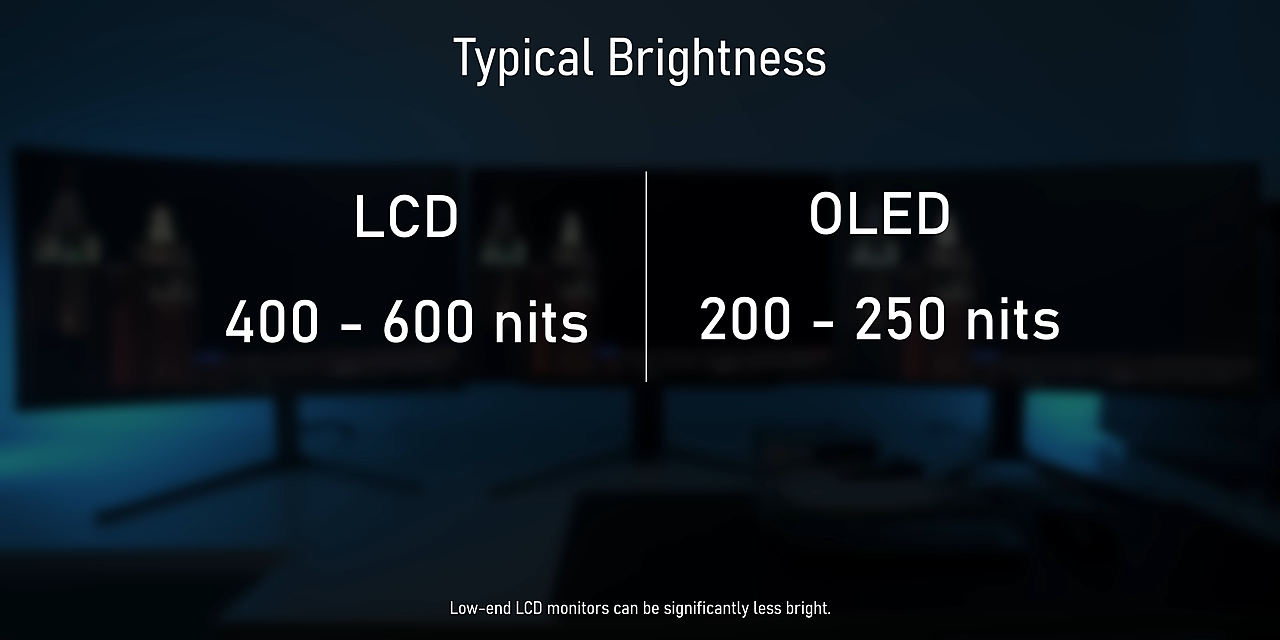 Typical Brightness
LCD
400 - 600 nits
OLED
200 - 250 nits
Low-end LCD monitors can be significantly less bright.